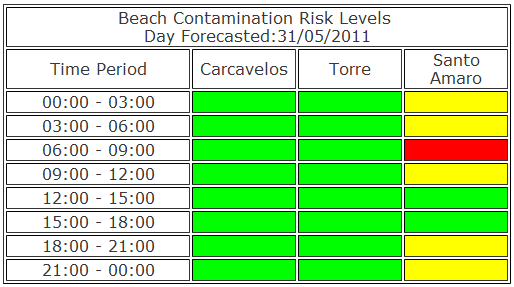 Beach Contamination Risk Levels
Day Forecasted:31/05/2011
Time Period Carcavelos Torre Santo
Amaro
00:00 - 03:00
03:00 - 06:00
06:00 - 09:00
09:00 - 12:00
12:00 - 15:00
15:00 - 18:00
18:00 - 21:00
21:00 - 00:00